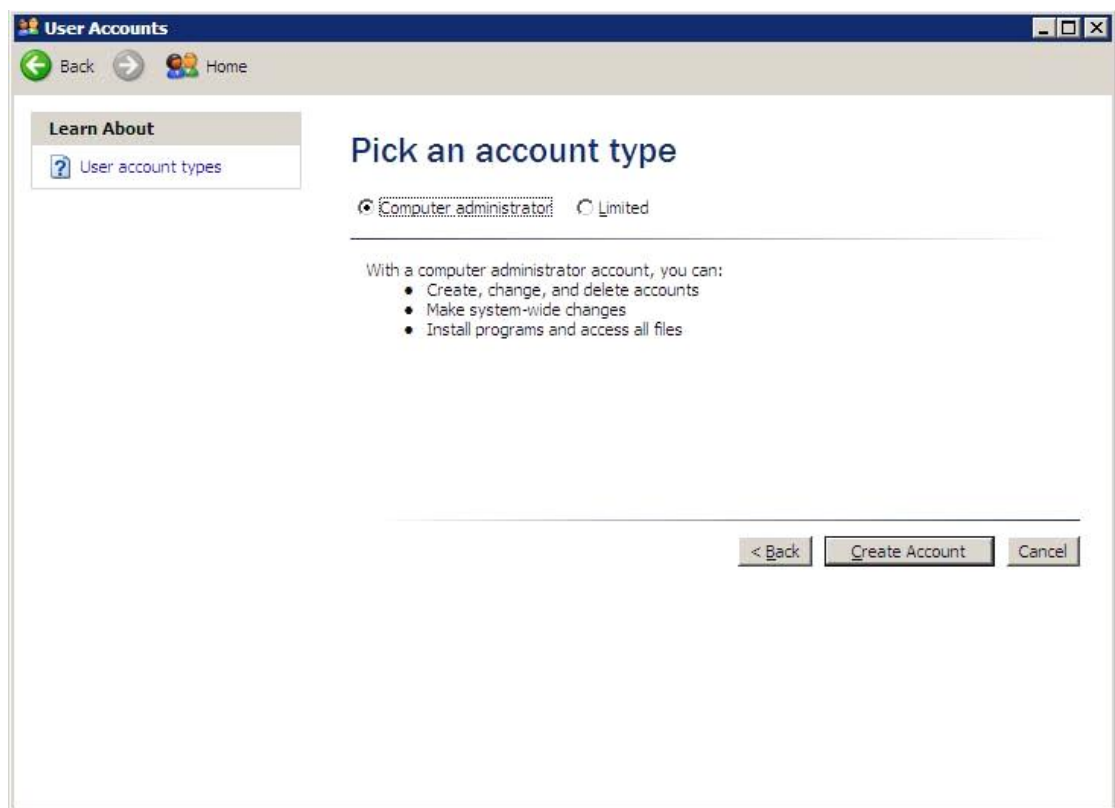 User Accounts
Back Home
Learn About
User account types
Pick an account type
Computer administrator Limited
With a computer administrator account, you can:
• Create, change, and delete accounts
• Make system-wide changes
• Install programs and access all files
< Back Create Account Cancel